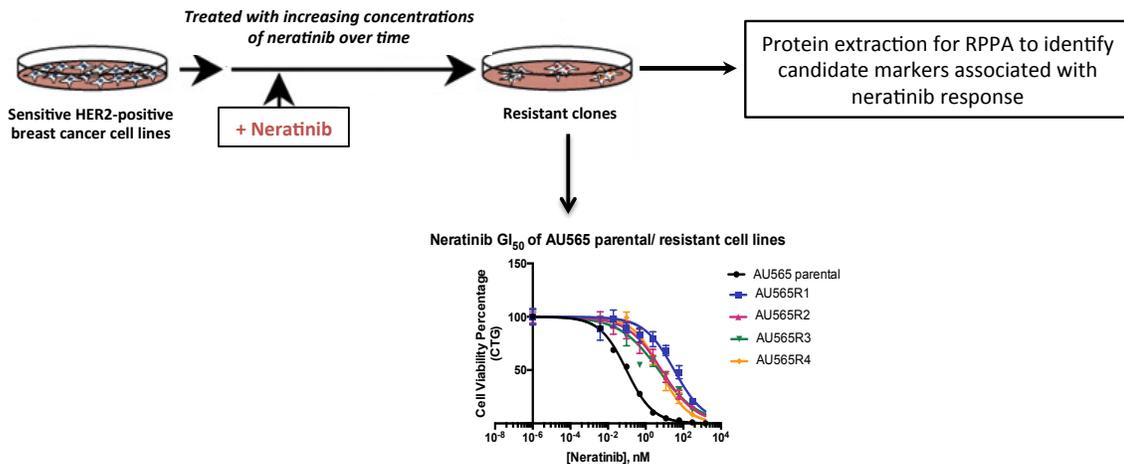 Treated with increasing concentrations
of neratinib over time
Sensitive HER2-positive
breast cancer cell lines
+ Neratinib
Resistant clones
Protein extraction for RPPA to identify
candidate markers associated with
neratinib response
Neratinib GI₅₀ of AU565 parental/ resistant cell lines
Cell Viability Percentage
(CTG)
150
100
50
10⁻⁸ 10⁻⁶ 10⁻⁴ 10⁻² 10⁰ 10² 10⁴
[Neratinib], nM
AU565 parental
AU565R1
AU565R2
AU565R3
AU565R4